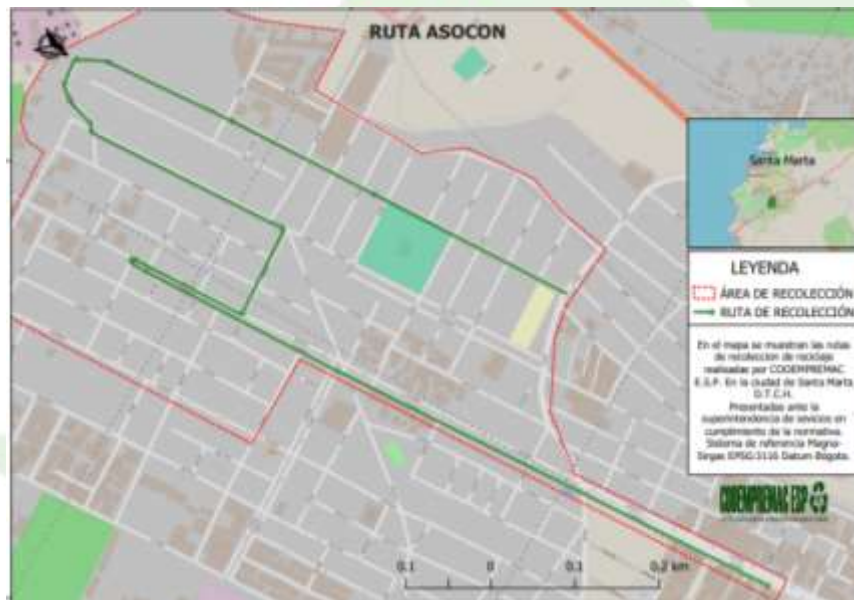 RUTA ASOCON
Santa Marta
LEYENDA
ÁREA DE RECOLECCIÓN
RUTA DE RECOLECCIÓN
En el mapa se muestran las rutas
de recolección de reciclaje
realizadas por CODEMPREMAC
E.S.P. En la ciudad de Santa Marta
D.T.C.H.
Presentadas ante la
superintendencia de servicios en
cumplimiento de la normativa.
Sistema de referencia Magna-
Sirgas EPSG:3116 Datum Bogota.
CODEMPREMAC ESP
0.1 0 0.1 0.2 km